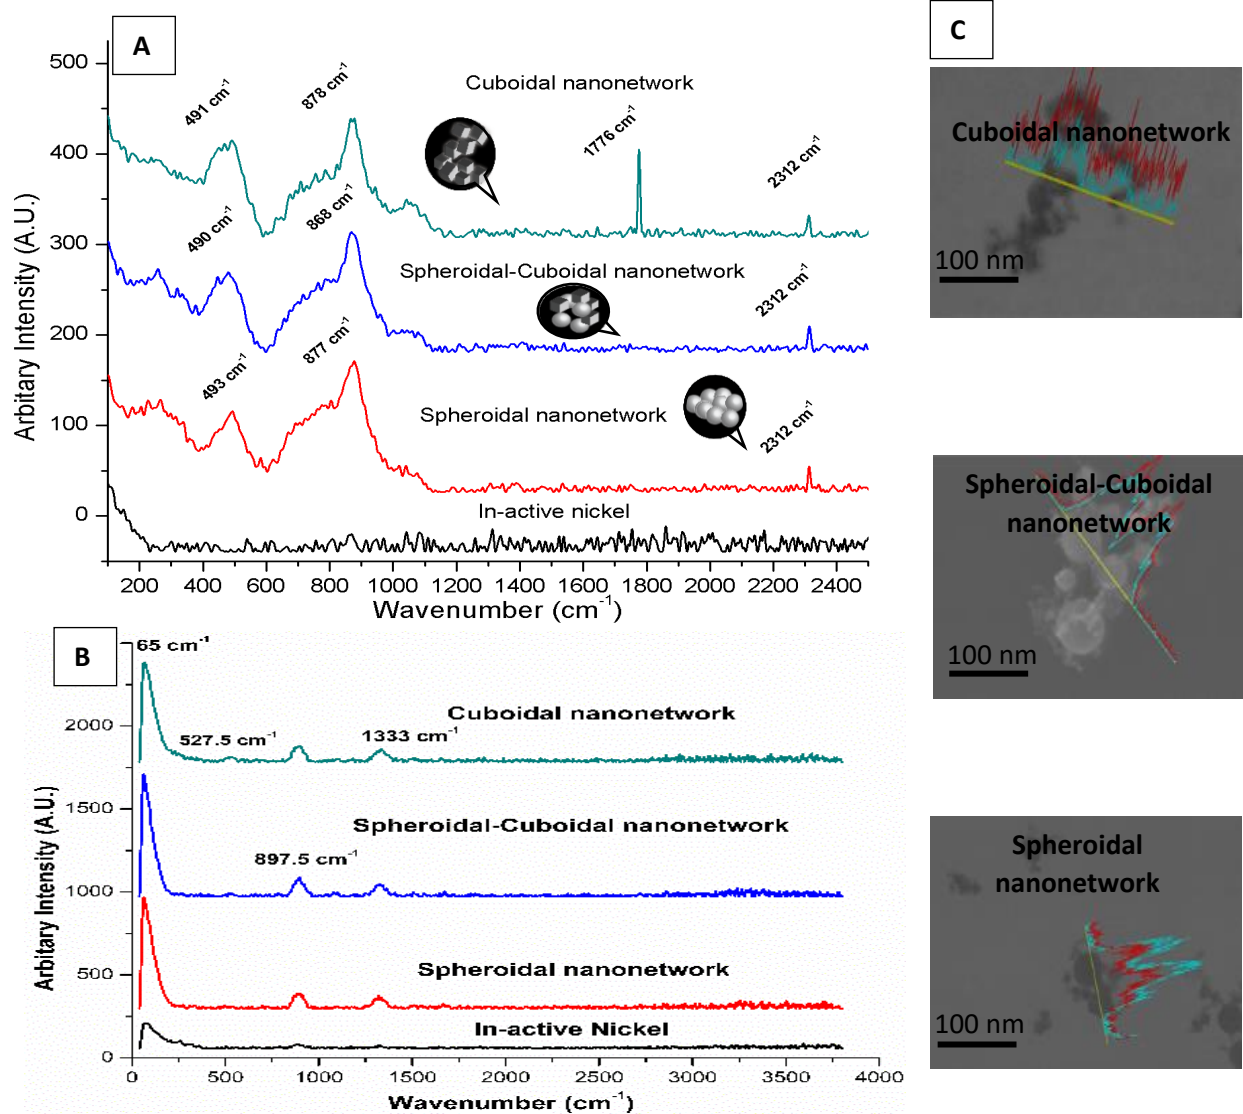 A
Arbitary Intensity (A.U.)
500
400
300
200
100
0
491 cm⁻¹
878 cm⁻¹
Cuboidal nanonetwork
1776 cm⁻¹
2312 cm⁻¹
490 cm⁻¹
868 cm⁻¹
Spheroidal-Cuboidal nanonetwork
2312 cm⁻¹
493 cm⁻¹
877 cm⁻¹
Spheroidal nanonetwork
2312 cm⁻¹
In-active nickel
200 400 600 800 1000 1200 1400 1600 1800 2000 2200 2400
Wavenumber (cm⁻¹)
B
Arbitary Intensity (A.U.)
2000
1500
1000
500
0
65 cm⁻¹
Cuboidal nanonetwork
527.5 cm⁻¹
1333 cm⁻¹
Spheroidal-Cuboidal nanonetwork
897.5 cm⁻¹
Spheroidal nanonetwork
In-active Nickel
0 500 1000 1500 2000 2500 3000 3500 4000
Wavenumber (cm⁻¹)
C
Cuboidal nanonetwork
100 nm
Spheroidal-Cuboidal
nanonetwork
100 nm
Spheroidal
nanonetwork
100 nm